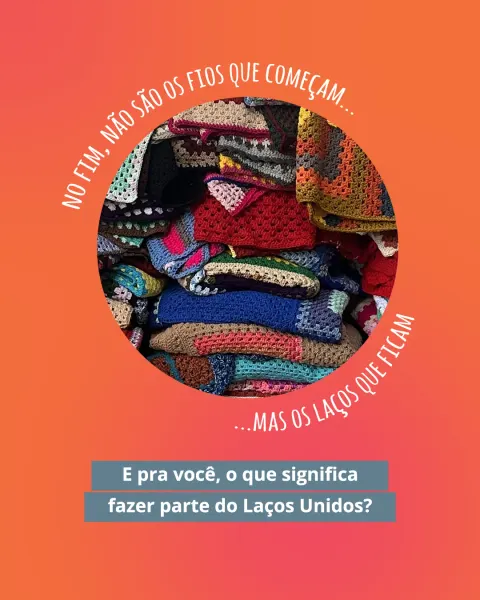 NO FIM, NÃO SÃO OS FIOS QUE COMEÇAM...
...MAS OS LAÇOS QUE FICAM
E pra você, o que significa
fazer parte do Laços Unidos?